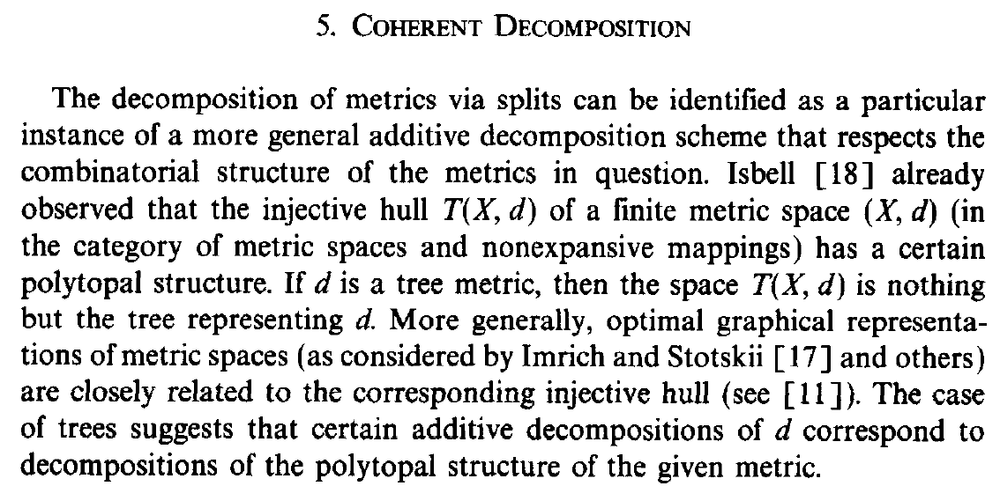 5. COHERENT DECOMPOSITION
The decomposition of metrics via splits can be identified as a particular
instance of a more general additive decomposition scheme that respects the
combinatorial structure of the metrics in question. Isbell [18] already
observed that the injective hull T(X, d) of a finite metric space (X, d) (in
the category of metric spaces and nonexpansive mappings) has a certain
polytopal structure. If d is a tree metric, then the space T(X, d) is nothing
but the tree representing d. More generally, optimal graphical representa-
tions of metric spaces (as considered by Imrich and Stotskii [17] and others)
are closely related to the corresponding injective hull (see [11]). The case
of trees suggests that certain additive decompositions of d correspond to
decompositions of the polytopal structure of the given metric.